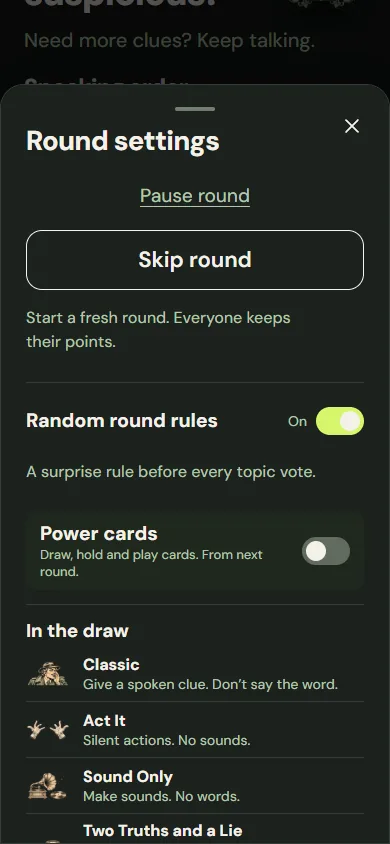 suspicious?
Need more clues? Keep talking.
Speaking order
Round settings
Pause round
Skip round
Start a fresh round. Everyone keeps
their points.
Random round rules
On
A surprise rule before every topic vote.
Power cards
Draw, hold and play cards. From next
round.
In the draw
Classic
Give a spoken clue. Don’t say the word.
Act It
Silent actions. No sounds.
Sound Only
Make sounds. No words.
Two Truths and a Lie